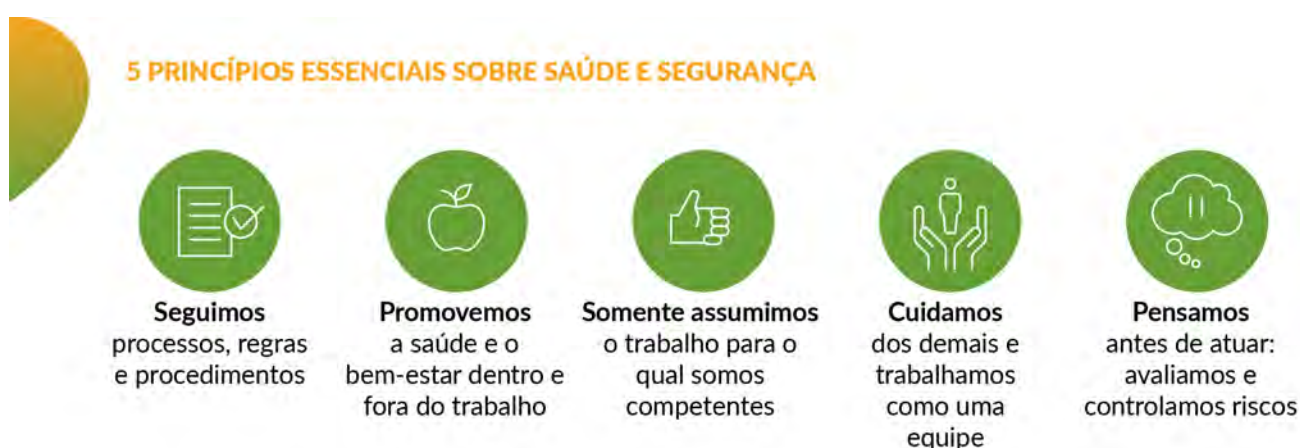 5 PRINCÍPIOS ESSENCIAIS SOBRE SAÚDE E SEGURANÇA
Seguimos
processos, regras
e procedimentos
Promovemos
a saúde e o
bem-estar dentro e
fora do trabalho
Somente assumimos
o trabalho para o
qual somos
competentes
Cuidamos
dos demais e
trabalhamos
como uma
equipe
Pensamos
antes de atuar:
avaliamos e
controlamos riscos